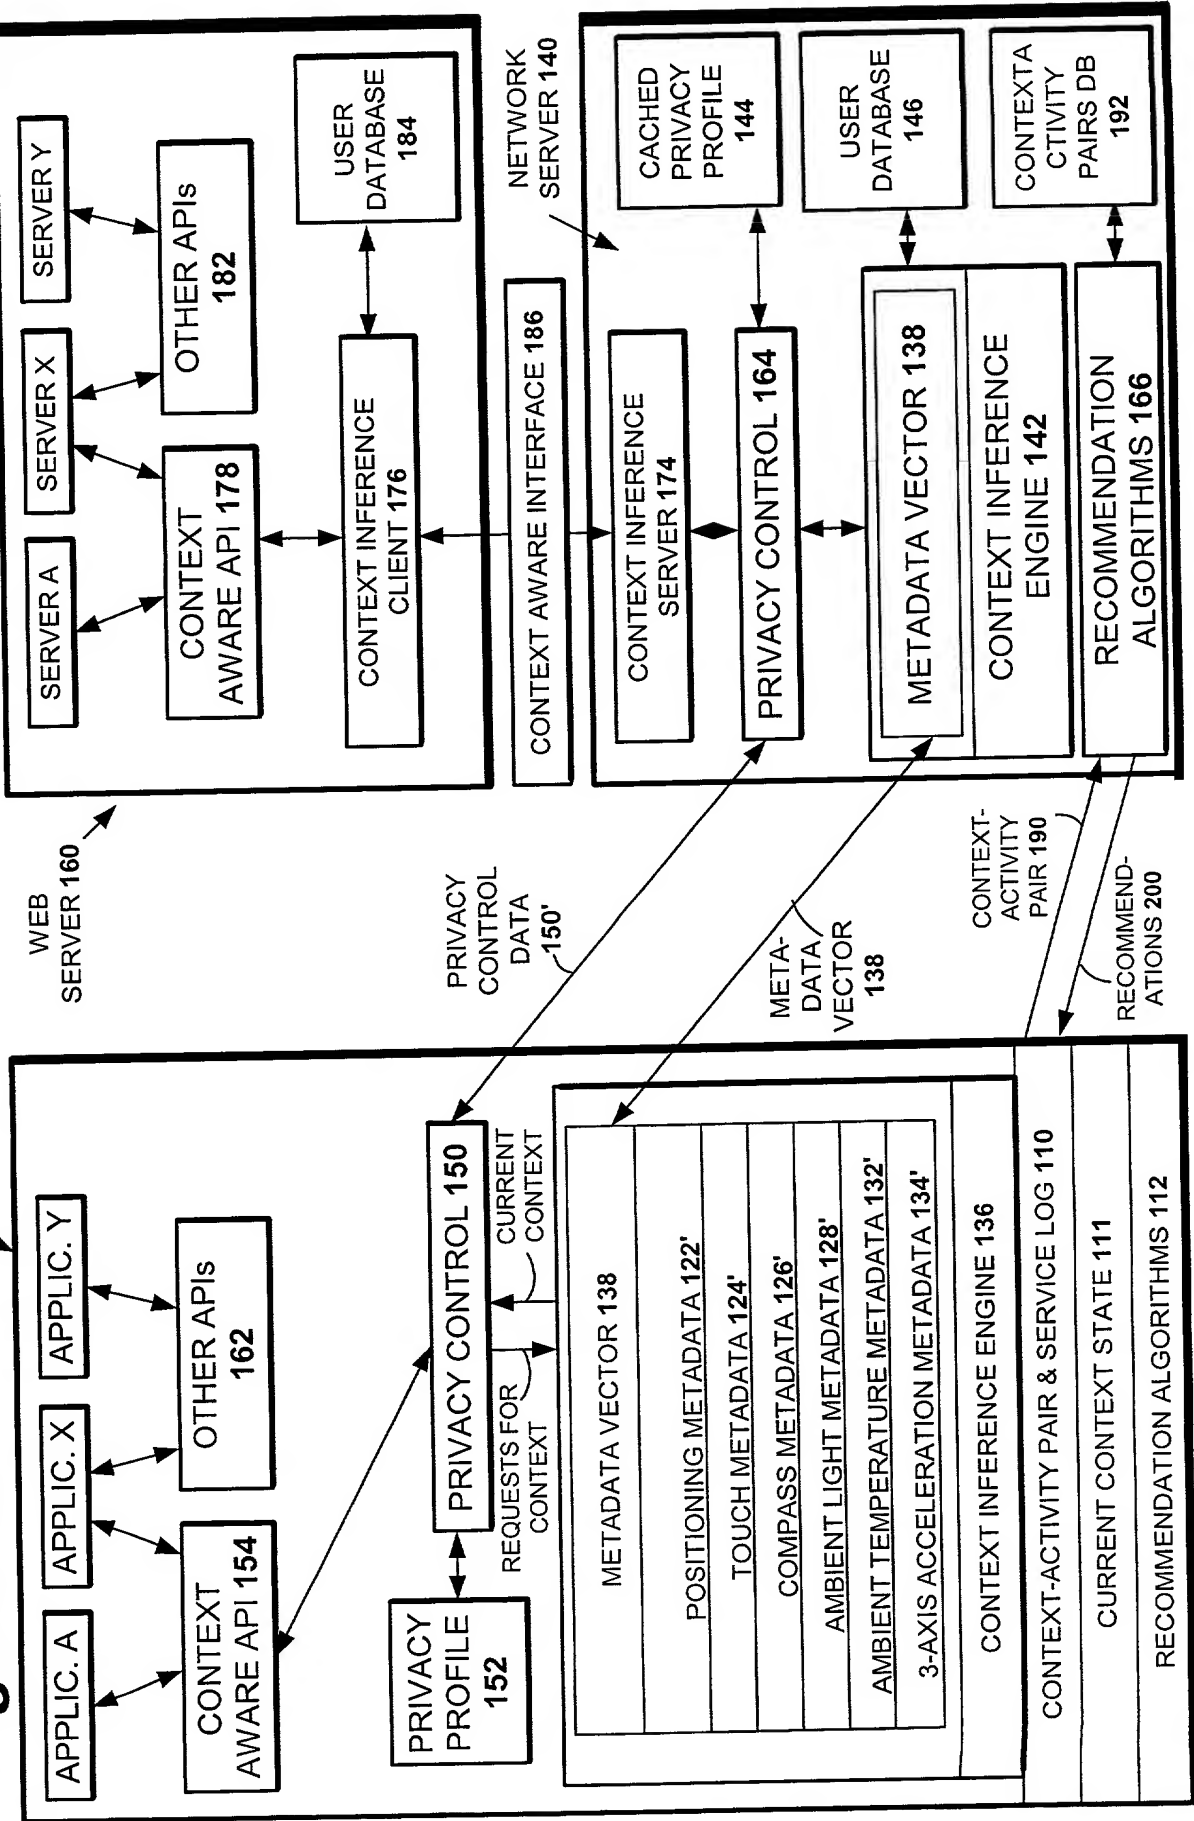 APPLIC. A
APPLIC. X
APPLIC. Y
CONTEXT
AWARE API 154
OTHER APIs
162
PRIVACY
PROFILE
152
PRIVACY CONTROL 150
REQUESTS FOR
CONTEXT
CURRENT
CONTEXT
METADATA VECTOR 138
POSITIONING METADATA 122'
TOUCH METADATA 124'
COMPASS METADATA 126'
AMBIENT LIGHT METADATA 128'
AMBIENT TEMPERATURE METADATA 132'
3-AXIS ACCELERATION METADATA 134'
CONTEXT INFERENCE ENGINE 136
CONTEXT-ACTIVITY PAIR & SERVICE LOG 110
CURRENT CONTEXT STATE 111
RECOMMENDATION ALGORITHMS 112
WEB
SERVER 160
PRIVACY
CONTROL
DATA
150'
META-
DATA
VECTOR
138
CONTEXT-
ACTIVITY
PAIR 190
RECOMMEND-
ATIONS 200
SERVER A
SERVER X
SERVER Y
CONTEXT
AWARE API 178
OTHER APIs
182
CONTEXT INFERENCE
CLIENT 176
USER
DATABASE
184
CONTEXT AWARE INTERFACE 186
NETWORK
SERVER 140
CONTEXT INFERENCE
SERVER 174
CACHED
PRIVACY
PROFILE
144
PRIVACY CONTROL 164
USER
DATABASE
146
METADATA VECTOR 138
CONTEXT INFERENCE
ENGINE 142
CONTEXTA
CTIVITY
PAIRS DB
192
RECOMMENDATION
ALGORITHMS 166